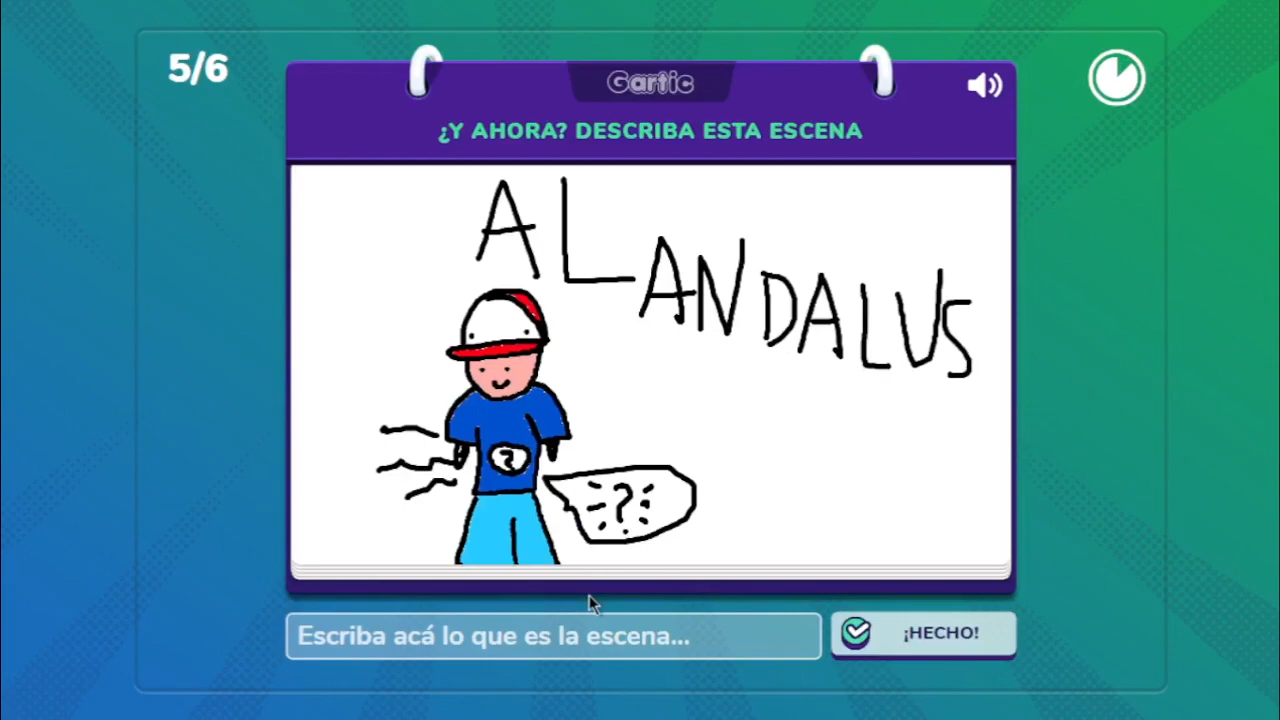 5/6
Gartic
¿Y AHORA? DESCRIBA ESTA ESCENA
AL ANDALUS
?
?
Escriba acá lo que es la escena...
¡HECHO!